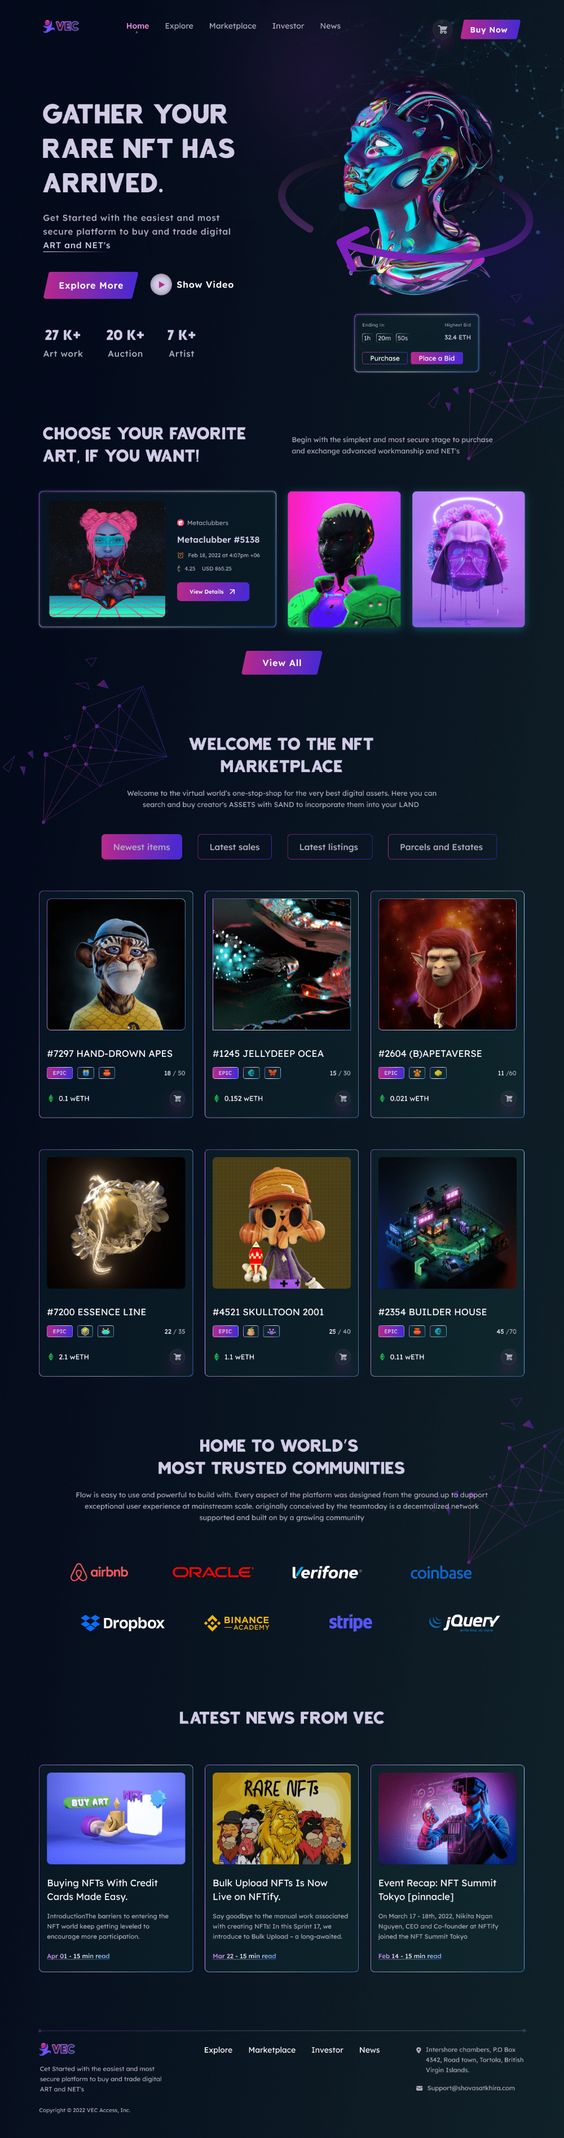 VEC
Home Explore Marketplace Investor News
Buy Now
GATHER YOUR
RARE NFT HAS
ARRIVED.
Get Started with the easiest and most
secure platform to buy and trade digital
ART and NET's
Explore More
Show Video
27 K+ 20 K+ 7 K+
Art work Auction Artist
Ending In: Highest Bid
1h 20m 50s 32.4 ETH
Purchase Place a Bid
CHOOSE YOUR FAVORITE
ART, IF YOU WANT!
Begin with the simplest and most secure stage to purchase
and exchange advanced workmanship and NET's
Metaclubbers
Metaclubber #5138
Feb 18, 2022 at 4:07pm +06
4.25 USD 865.25
View Details
View All
WELCOME TO THE NFT
MARKETPLACE
Welcome to the virtual world's one-stop-shop for the very best digital assets. Here you can
search and buy creator's ASSETS with SAND to incorporate them into your LAND
Newest items Latest sales Latest listings Parcels and Estates
#7297 HAND-DROWN APES
EPIC 18 / 50
0.1 wETH
#1245 JELLYDEEP OCEA
EPIC 15 / 30
0.152 wETH
#2604 (B)APETAVERSE
EPIC 11 /60
0.021 wETH
#7200 ESSENCE LINE
EPIC 22 / 35
2.1 wETH
#4521 SKULLTOON 2001
EPIC 25 / 40
1.1 wETH
#2354 BUILDER HOUSE
EPIC 45 /70
0.11 wETH
HOME TO WORLD'S
MOST TRUSTED COMMUNITIES
Flow is easy to use and powerful to build with. Every aspect of the platform was designed from the ground up to dupport
exceptional user experience at mainstream scale. originally conceived by the teamtoday is a decentralized network
supported and built on by a growing community
airbnb ORACLE Verifone coinbase
Dropbox BINANCE ACADEMY stripe jQuery
LATEST NEWS FROM VEC
BUY ART NFT
Buying NFTs With Credit
Cards Made Easy.
IntroductionThe barriers to entering the
NFT world keep getting leveled to
encourage more participation.
Apr 01 - 15 min read
RARE NFTs
Bulk Upload NFTs Is Now
Live on NFTify.
Say goodbye to the manual work associated
with creating NFTs! In this Sprint 17, we
introduce to Bulk Upload – a long-awaited.
Mar 22 - 15 min read
Event Recap: NFT Summit
Tokyo [pinnacle]
On March 17 - 18th, 2022, Nikita Ngan
Nguyen, CEO and Co-founder at NFTify
joined the NFT Summit Tokyo
Feb 14 - 15 min read
VEC
Get Started with the easiest and most
secure platform to buy and trade digital
ART and NET's
Copyright © 2022 VEC Access, Inc.
Explore Marketplace Investor News
Intershore chambers, P.O Box
4342, Road town, Tortola, British
Virgin Islands.
Support@shovasatkhira.com